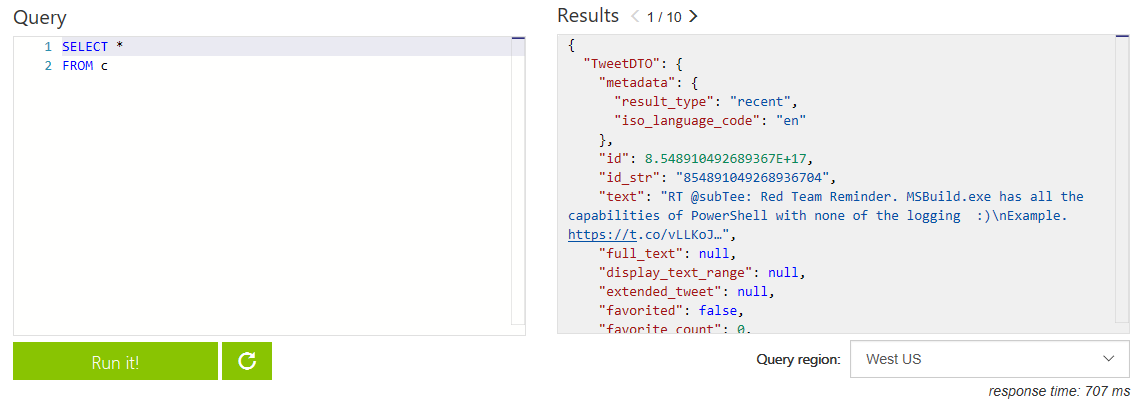 Query
1 SELECT *
2 FROM c
Run it!
Results < 1 / 10 >
{
"TweetDTO": {
"metadata": {
"result_type": "recent",
"iso_language_code": "en"
},
"id": 8.548910492689367E+17,
"id_str": "854891049268936704",
"text": "RT @subTee: Red Team Reminder. MSBuild.exe has all the
capabilities of PowerShell with none of the logging  :)\nExample.
https://t.co/vLLKoJ…",
"full_text": null,
"display_text_range": null,
"extended_tweet": null,
"favorited": false,
"favorite_count": 0,
Query region: West US
response time: 707 ms